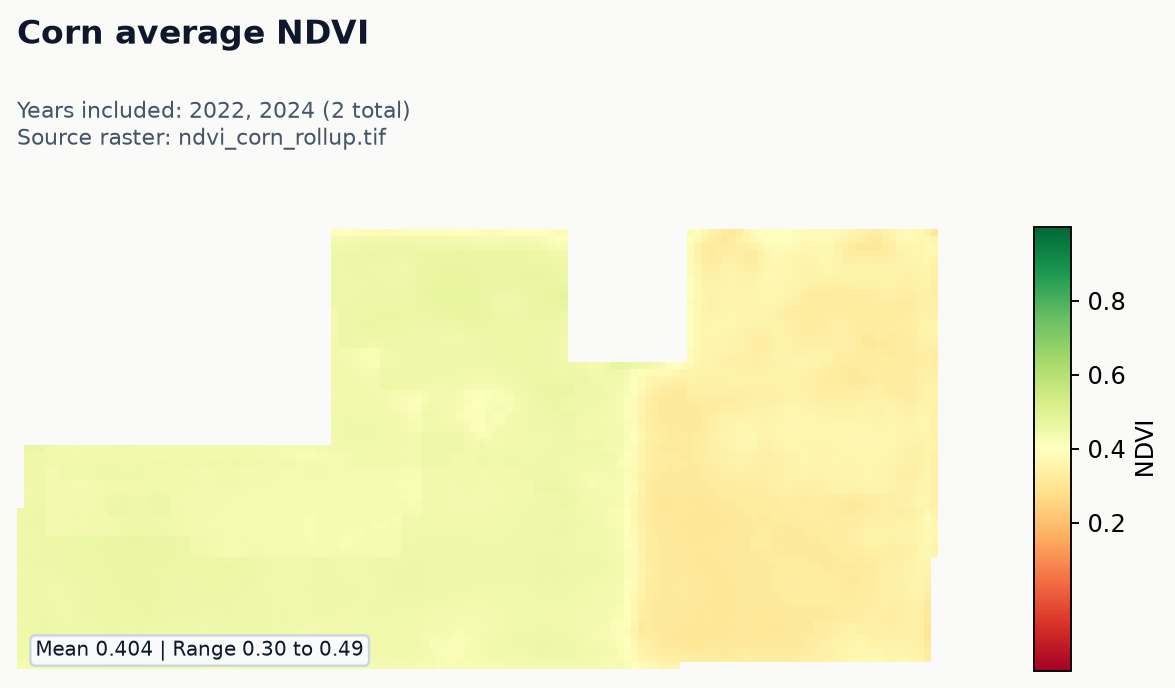 Corn average NDVI
Years included: 2022, 2024 (2 total)
Source raster: ndvi_corn_rollup.tif
0.8
0.6
0.4
0.2
NDVI
Mean 0.404 | Range 0.30 to 0.49